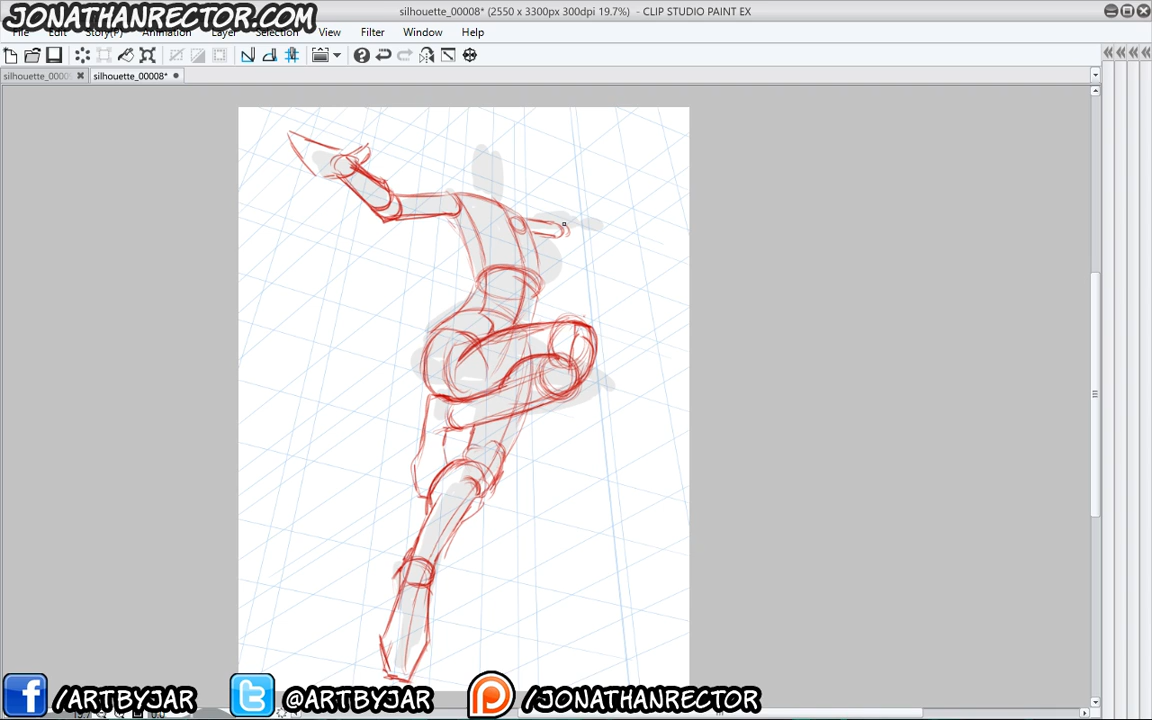 silhouette_00008* (2550 x 3300px 300dpi 19.7%) - CLIP STUDIO PAINT EX
JONATHANRECTOR.COM
File Edit Story(P) Animation Layer Selection View Filter Window Help
silhouette_0000 silhouette_00008*
/ARTBYJAR @ARTBYJAR /JONATHANRECTOR